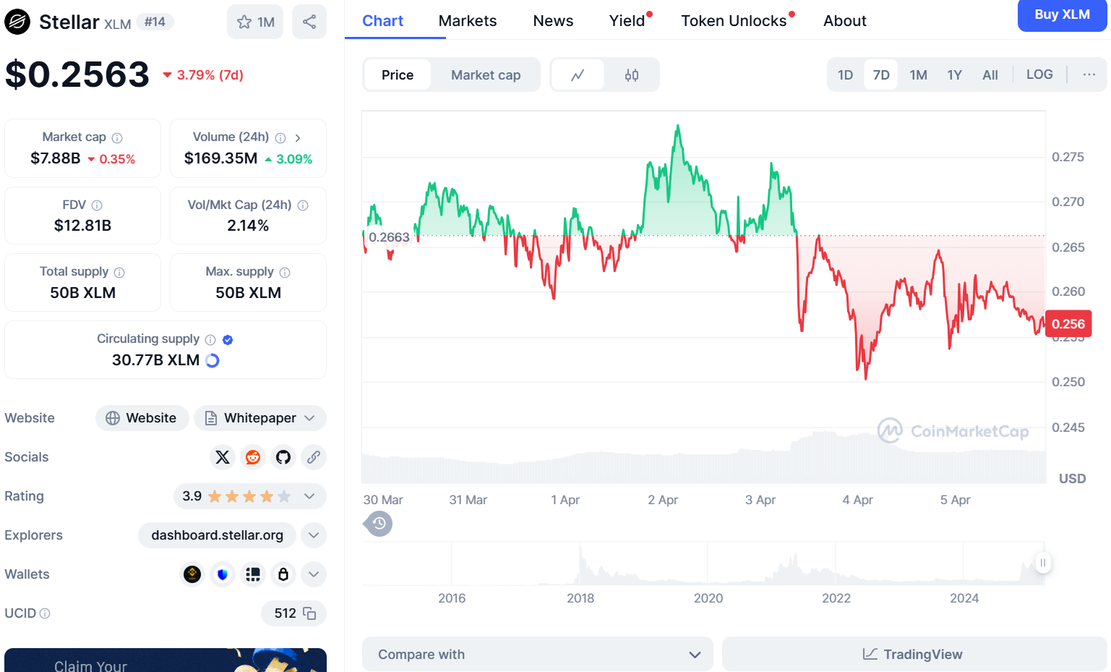 Stellar XLM #14 1M
$0.2563 3.79% (7d)
Market cap
$7.88B 0.35%
Volume (24h)
$169.35M 3.09%
FDV
$12.81B
Vol/Mkt Cap (24h)
2.14%
Total supply
50B XLM
Max. supply
50B XLM
Circulating supply
30.77B XLM
Website Website Whitepaper
Socials
Rating 3.9
Explorers dashboard.stellar.org
Wallets
UCID 512
Claim Your
Chart Markets News Yield Token Unlocks About Buy XLM
Price Market cap 1D 7D 1M 1Y All LOG
0.275
0.270
0.2663
0.265
0.260
0.256
0.255
0.250
0.245
CoinMarketCap
USD
30 Mar 31 Mar 1 Apr 2 Apr 3 Apr 4 Apr 5 Apr
2016 2018 2020 2022 2024
Compare with TradingView